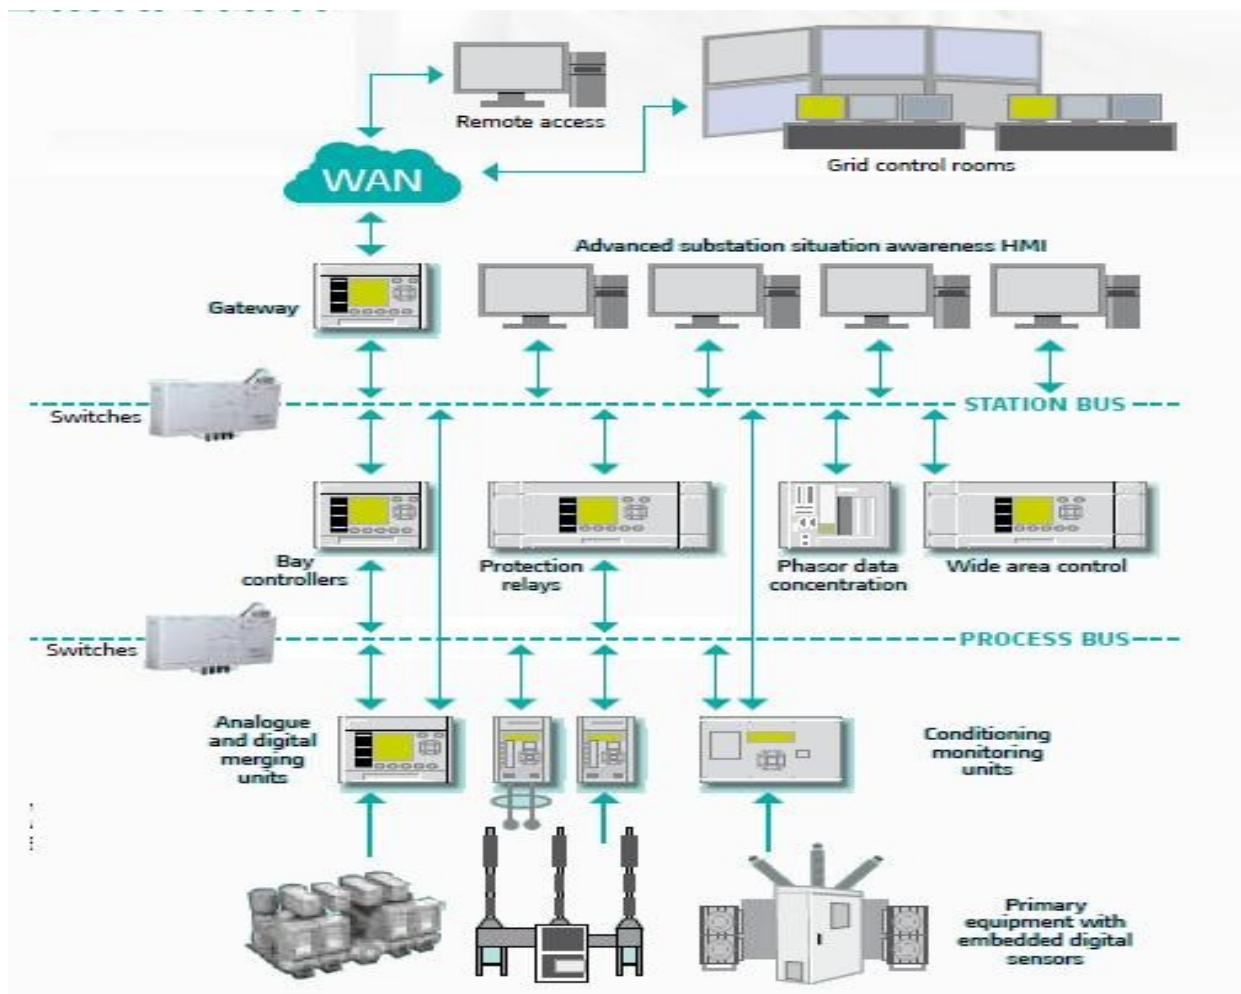 Remote access
Grid control rooms
WAN
Advanced substation situation awareness HMI
Gateway
Switches
STATION BUS
Bay
controllers
Protection
relays
Phasor data
concentration
Wide area control
Switches
PROCESS BUS
Analogue
and digital
merging
units
Conditioning
monitoring
units
Primary
equipment with
embedded digital
sensors